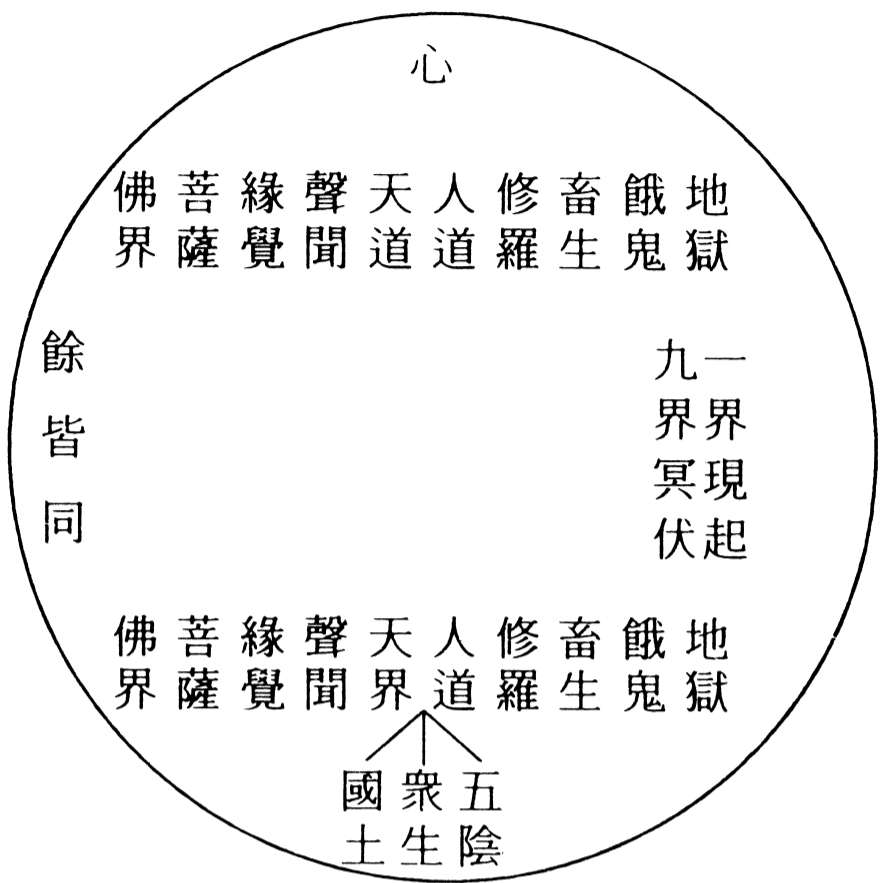 心
地獄
餓鬼
畜生
修羅
人道
天道
聲聞
緣覺
菩薩
佛界
一界現起
九界冥伏
餘皆同
地獄
餓鬼
畜生
修羅
人道
天界
聲聞
緣覺
菩薩
佛界
五陰
衆生
國土